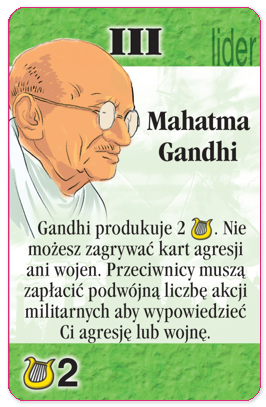 III
lider
Mahatma
Gandhi
Gandhi produkuje 2 . Nie
możesz zagrywać kart agresji
ani wojen. Przeciwnicy muszą
zapłacić podwójną liczbę akcji
militarnych aby wypowiedzieć
Ci agresję lub wojnę.
2